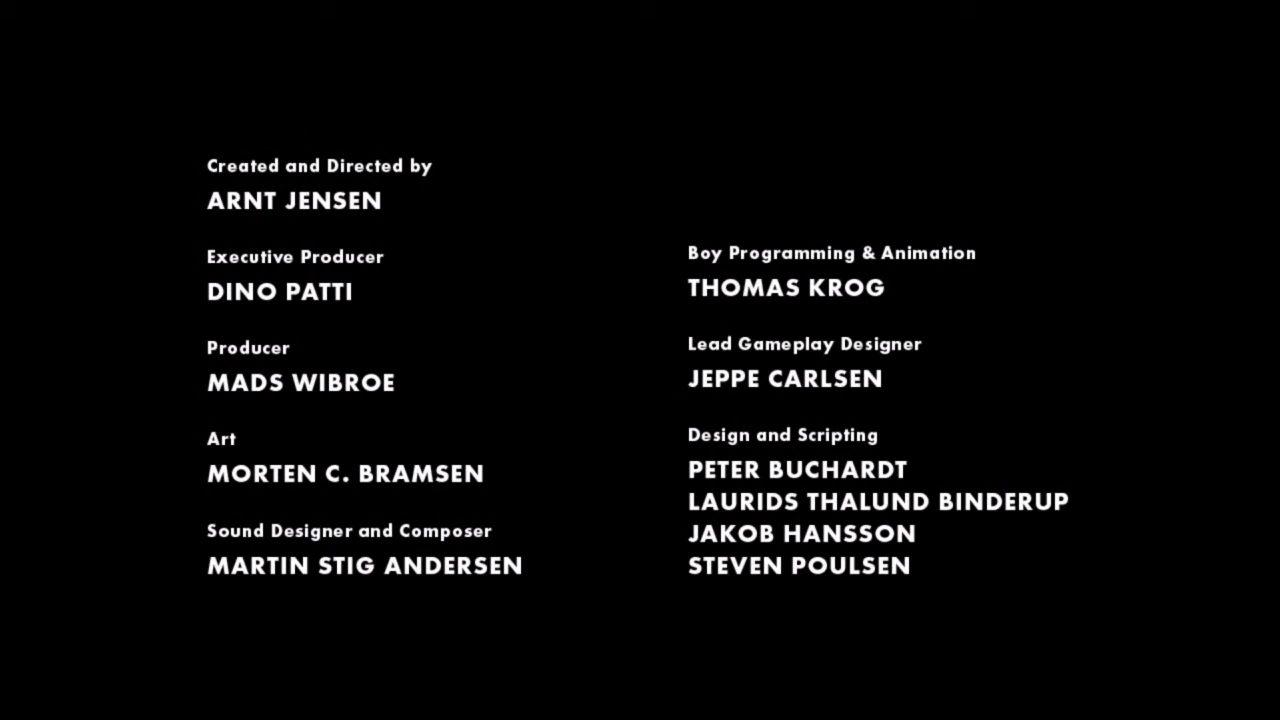 Created and Directed by
ARNT JENSEN
Executive Producer
DINO PATTI
Producer
MADS WIBROE
Art
MORTEN C. BRAMSEN
Sound Designer and Composer
MARTIN STIG ANDERSEN
Boy Programming & Animation
THOMAS KROG
Lead Gameplay Designer
JEPPE CARLSEN
Design and Scripting
PETER BUCHARDT
LAURIDS THALUND BINDERUP
JAKOB HANSSON
STEVEN POULSEN